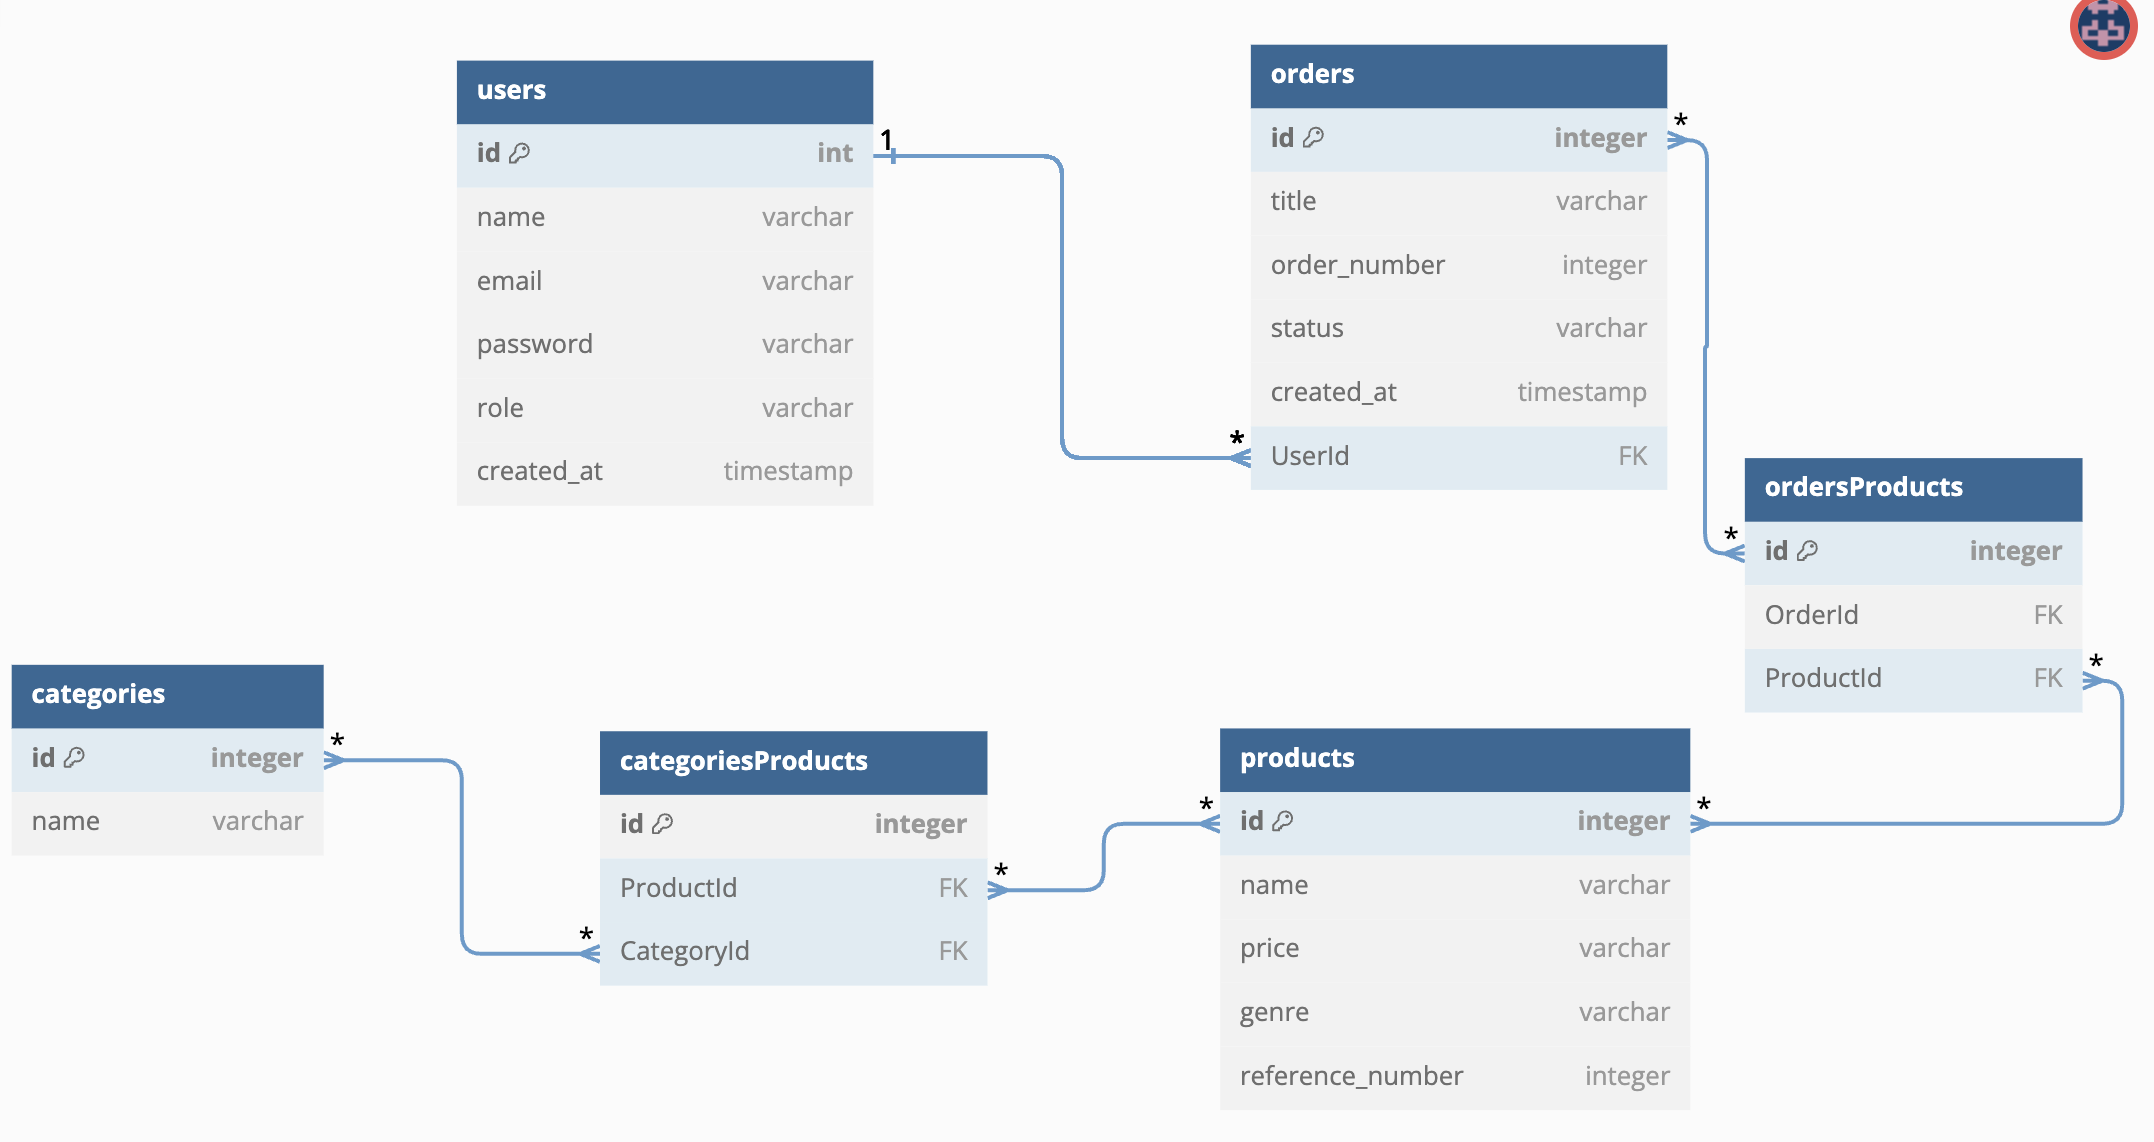 users
id int
name varchar
email varchar
password varchar
role varchar
created_at timestamp
1
*
orders
id integer
title varchar
order_number integer
status varchar
created_at timestamp
UserId FK
*
*
ordersProducts
id integer
OrderId FK
ProductId FK
*
categories
id integer
name varchar
*
*
categoriesProducts
id integer
ProductId FK
CategoryId FK
*
*
products
id integer
name varchar
price varchar
genre varchar
reference_number integer
*